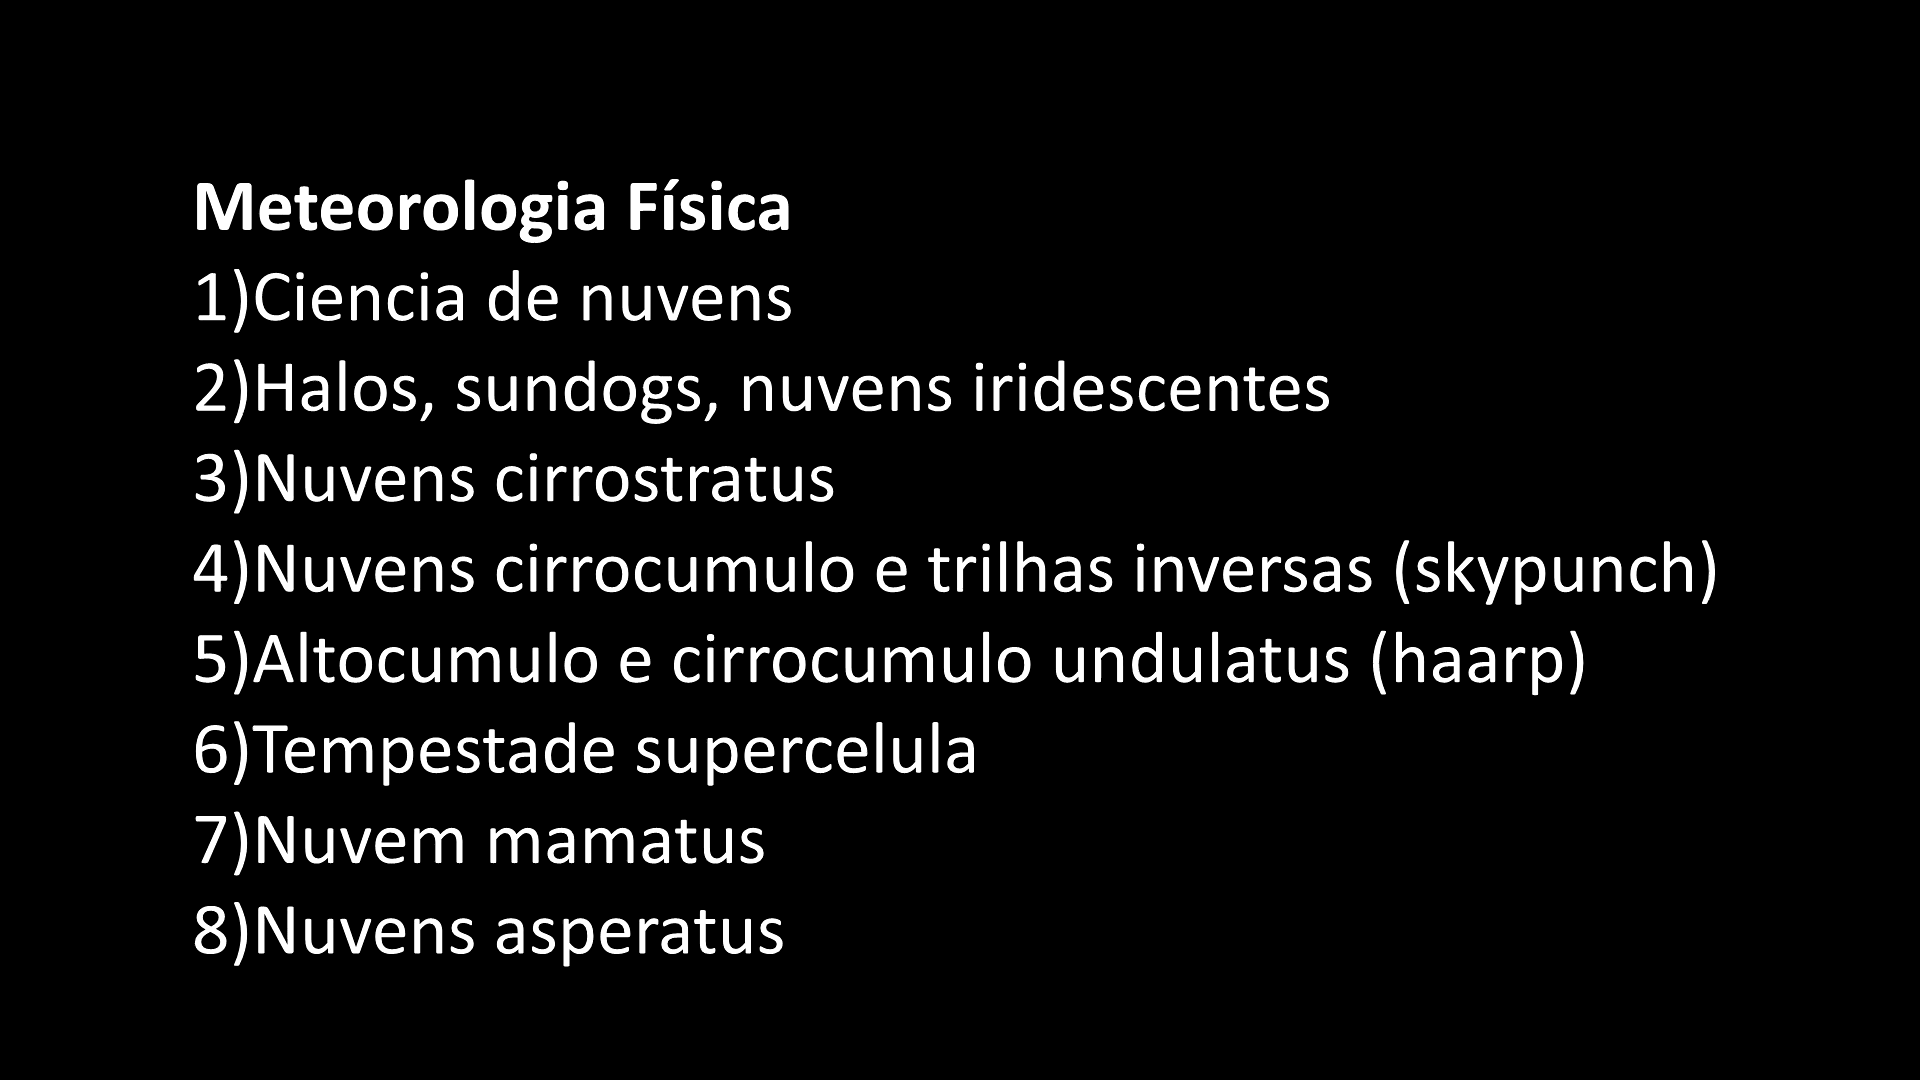 Meteorologia Física
1)Ciencia de nuvens
2)Halos, sundogs, nuvens iridescentes
3)Nuvens cirrostratus
4)Nuvens cirrocumulo e trilhas inversas (skypunch)
5)Altocumulo e cirrocumulo undulatus (haarp)
6)Tempestade supercelula
7)Nuvem mamatus
8)Nuvens asperatus